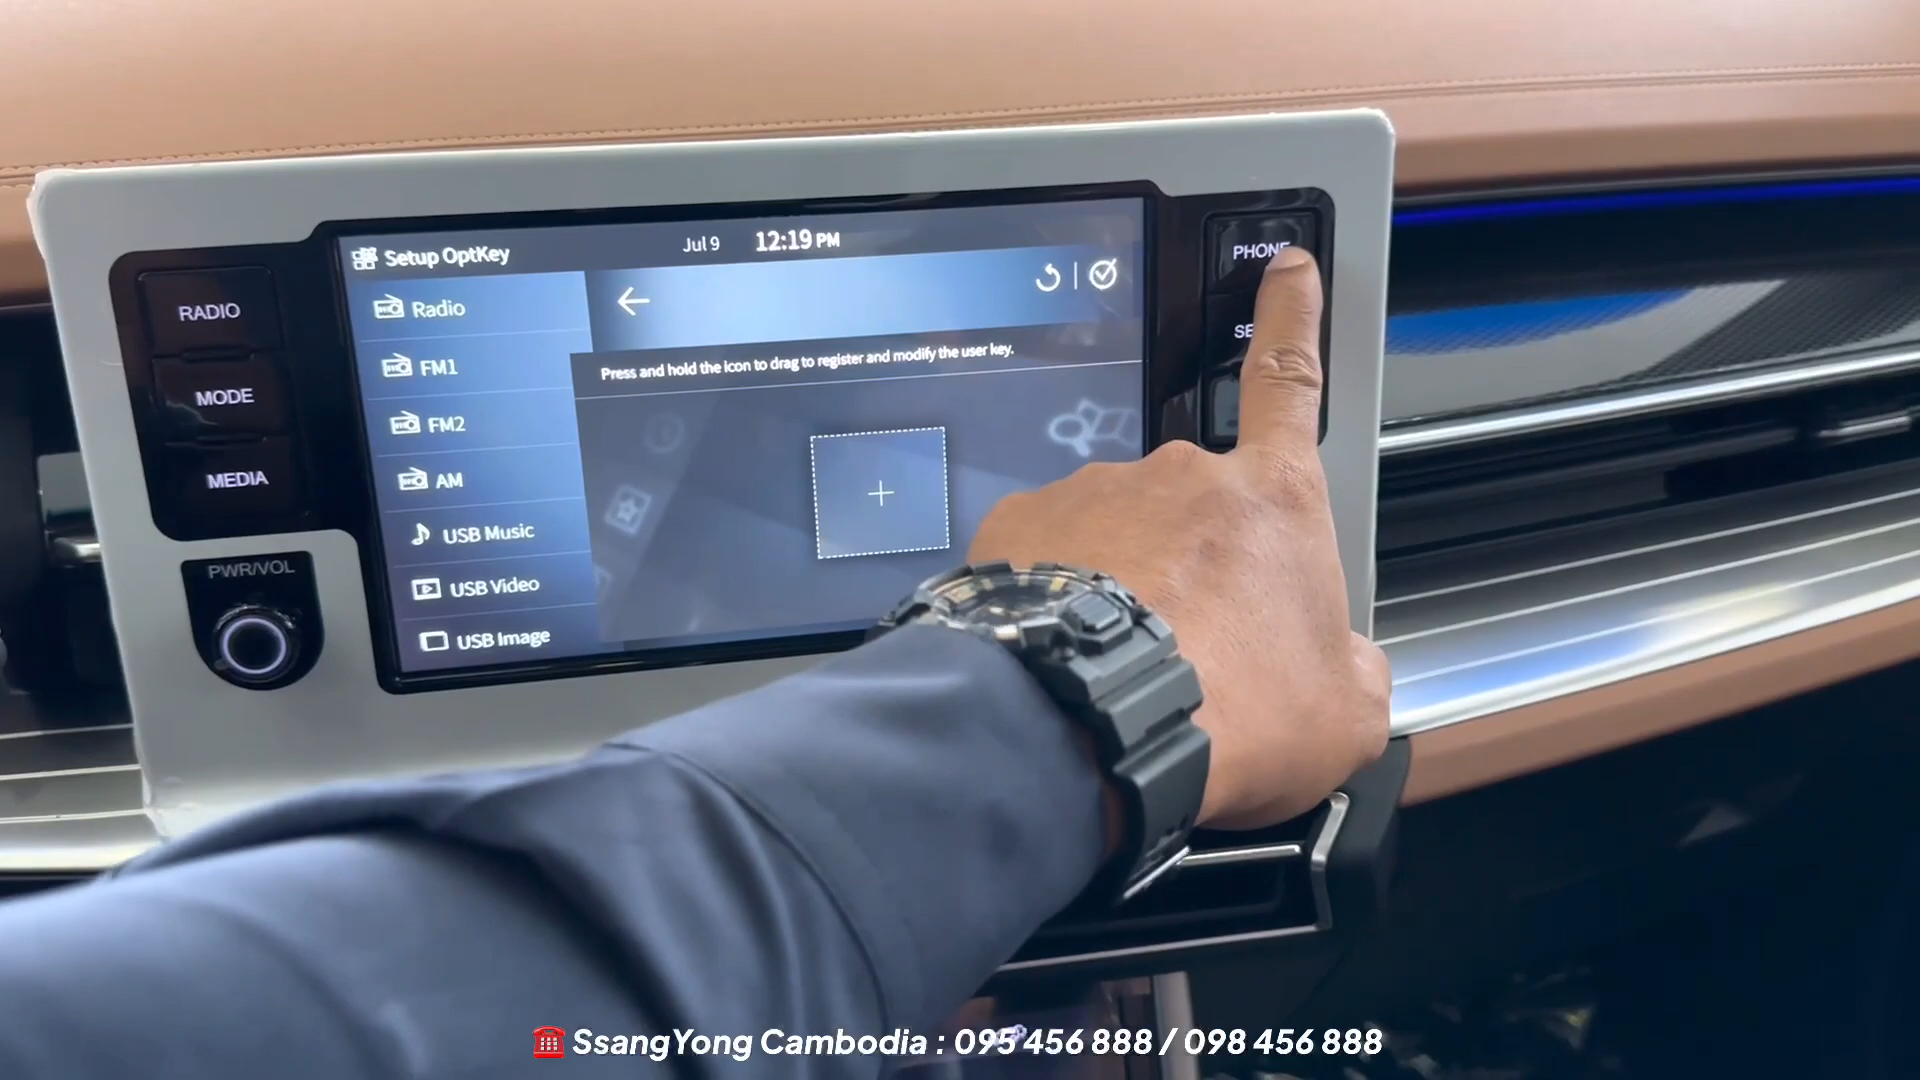 Setup OptKey
Jul 9 12:19 PM
Radio
FM1
FM2
AM
USB Music
USB Video
USB Image
Press and hold the icon to drag to register and modify the user key.
RADIO
MODE
MEDIA
PWR/VOL
PHONE
SsangYong Cambodia : 095 456 888 / 098 456 888